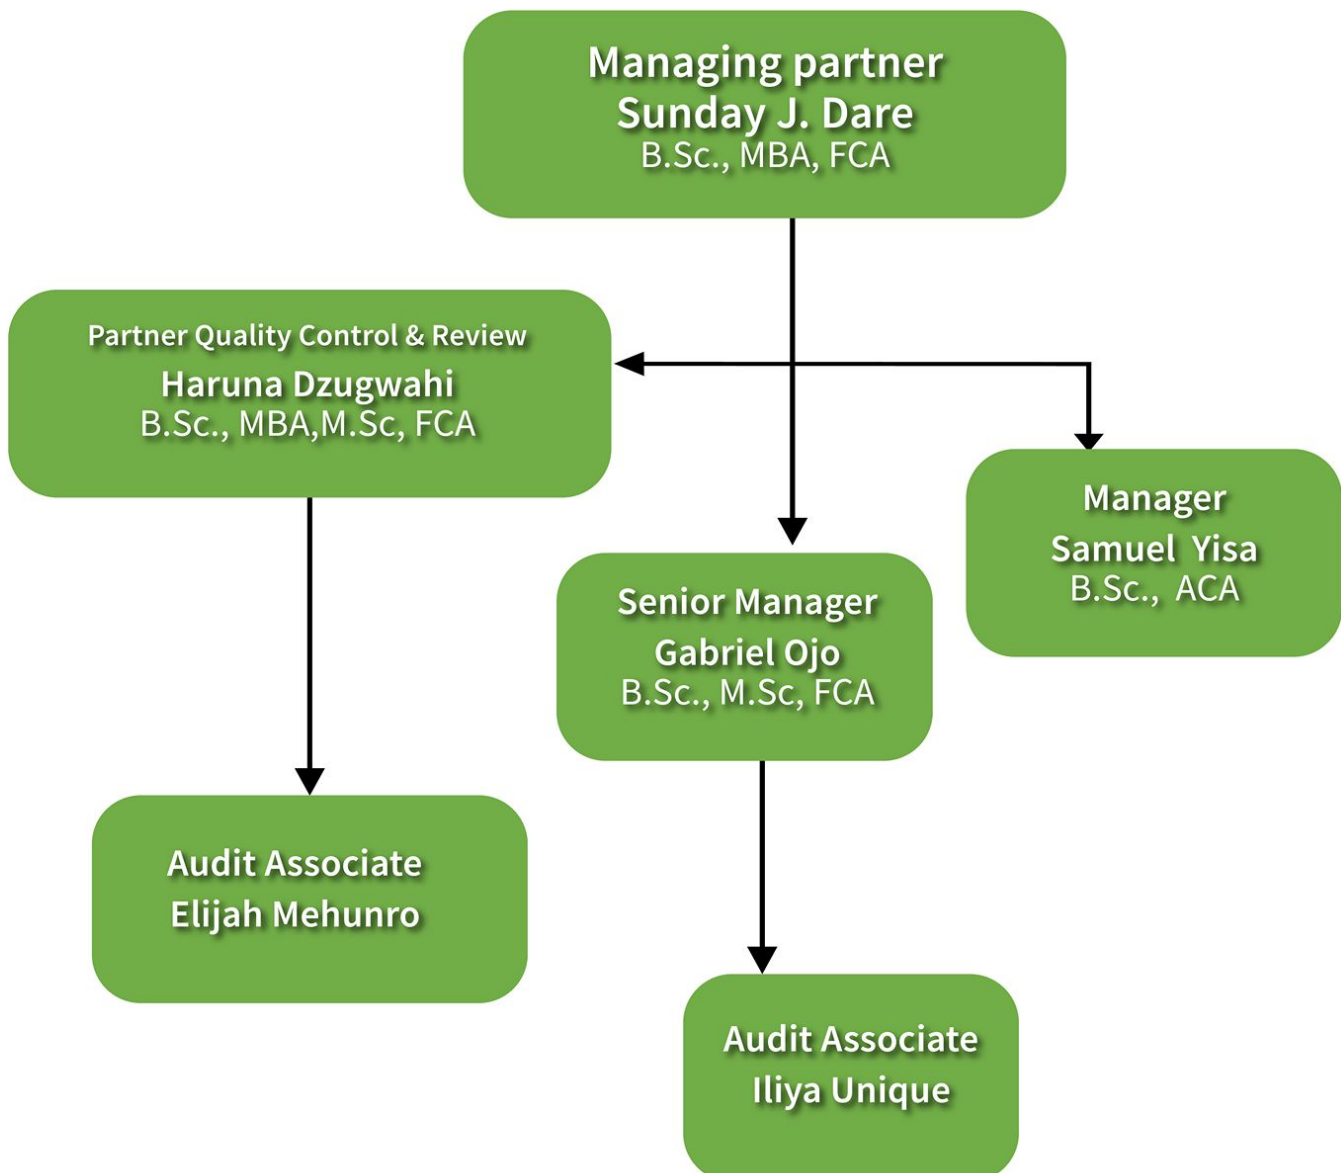 Managing partner
Sunday J. Dare
B.Sc., MBA, FCA
Partner Quality Control & Review
Haruna Dzugwahi
B.Sc., MBA,M.Sc, FCA
Manager
Samuel  Yisa
B.Sc.,  ACA
Senior Manager
Gabriel Ojo
B.Sc., M.Sc, FCA
Audit Associate
Elijah Mehunro
Audit Associate
Iliya Unique